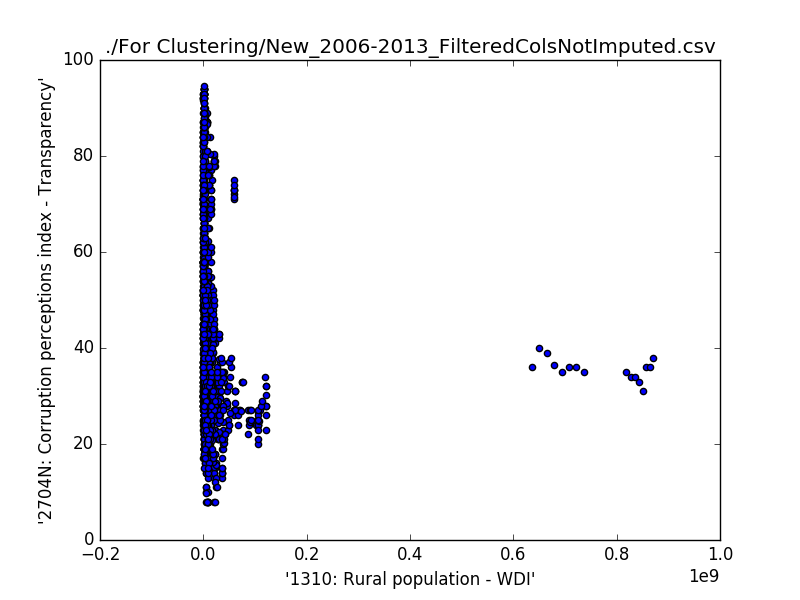 ./For Clustering/New_2006-2013_FilteredColsNotImputed.csv
100
80
60
40
20
0
'2704N: Corruption perceptions index - Transparency'
−0.2 0.0 0.2 0.4 0.6 0.8 1.0
1e9
'1310: Rural population - WDI'